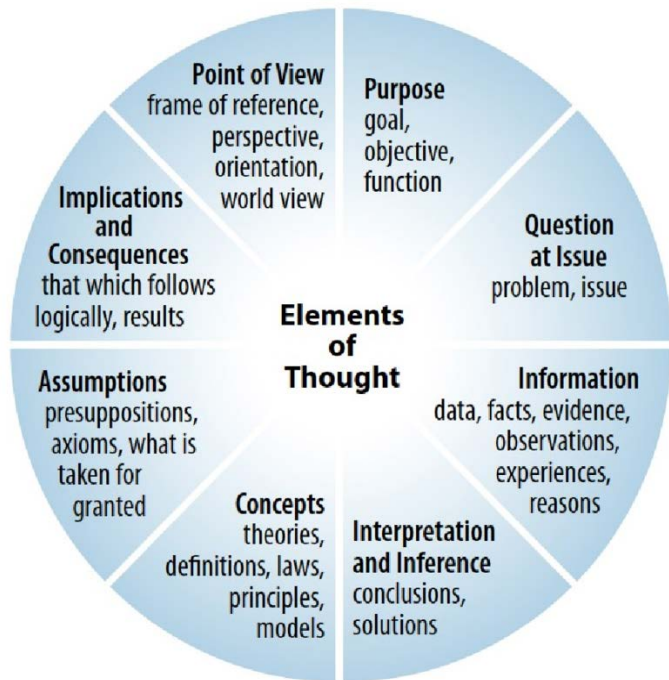 Point of View
frame of reference,
perspective,
orientation,
world view
Purpose
goal,
objective,
function
Question
at Issue
problem, issue
Information
data, facts, evidence,
observations,
experiences,
reasons
Interpretation
and Inference
conclusions,
solutions
Concepts
theories,
definitions, laws,
principles,
models
Assumptions
presuppositions,
axioms, what is
taken for
granted
Implications
and
Consequences
that which follows
logically, results
Elements
of
Thought